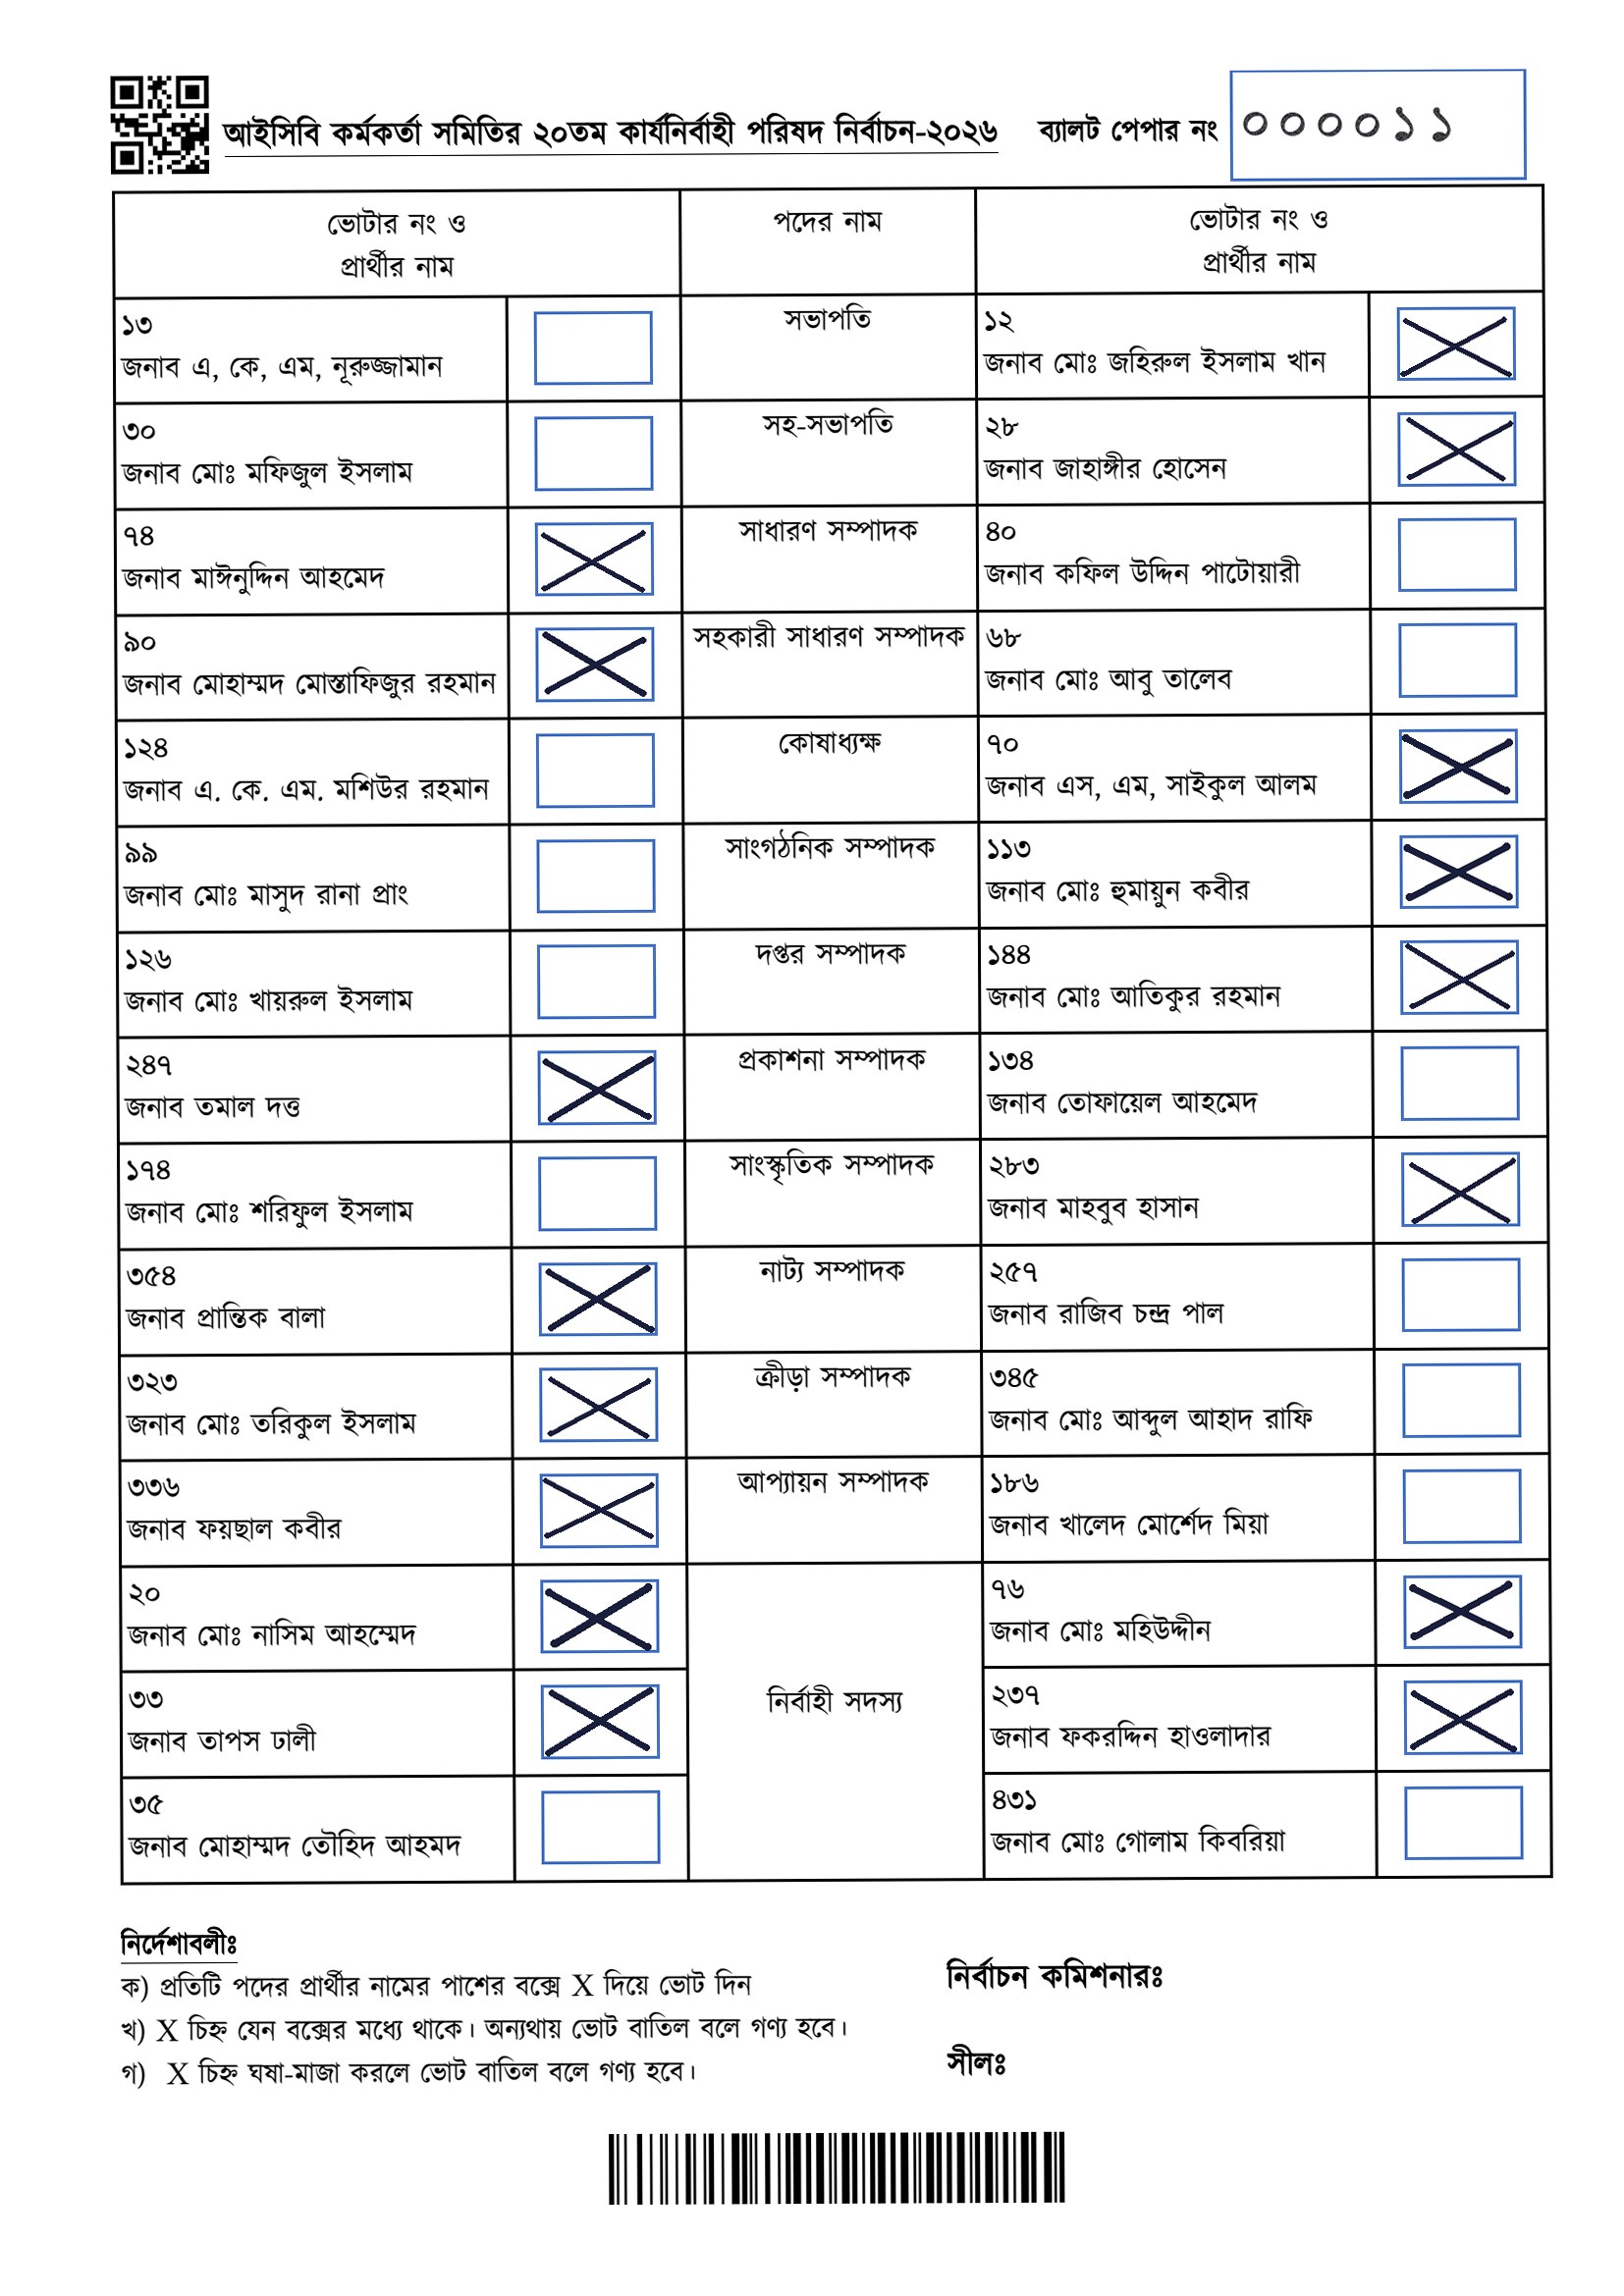 আইসিবি কর্মকর্তা সমিতির ২০তম কার্যনির্বাহী পরিষদ নির্বাচন-২০২৬ ব্যালট পেপার নং ০০০০১১
ভোটার নং ও
প্রার্থীর নাম
পদের নাম
ভোটার নং ও
প্রার্থীর নাম
১৩
জনাব এ, কে, এম, নূরুজ্জামান
সভাপতি
১২
জনাব মোঃ জহিরুল ইসলাম খান
X
৩০
জনাব মোঃ মফিজুল ইসলাম
সহ-সভাপতি
২৮
জনাব জাহাঙ্গীর হোসেন
X
৭৪
জনাব মাঈনুদ্দিন আহমেদ
X
সাধারণ সম্পাদক
৪০
জনাব কফিল উদ্দিন পাটোয়ারী
৯০
জনাব মোহাম্মদ মোস্তাফিজুর রহমান
X
সহকারী সাধারণ সম্পাদক
৬৮
জনাব মোঃ আবু তালেব
১২৪
জনাব এ. কে. এম. মশিউর রহমান
কোষাধ্যক্ষ
৭০
জনাব এস, এম, সাইকুল আলম
X
৯৯
জনাব মোঃ মাসুদ রানা প্রাং
সাংগঠনিক সম্পাদক
১১৩
জনাব মোঃ হুমায়ুন কবীর
X
১২৬
জনাব মোঃ খায়রুল ইসলাম
দপ্তর সম্পাদক
১৪৪
জনাব মোঃ আতিকুর রহমান
X
২৪৭
জনাব তমাল দত্ত
X
প্রকাশনা সম্পাদক
১৩৪
জনাব তোফায়েল আহমেদ
১৭৪
জনাব মোঃ শরিফুল ইসলাম
সাংস্কৃতিক সম্পাদক
২৮৩
জনাব মাহবুব হাসান
X
৩৫৪
জনাব প্রান্তিক বালা
X
নাট্য সম্পাদক
২৫৭
জনাব রাজিব চন্দ্র পাল
৩২৩
জনাব মোঃ তরিকুল ইসলাম
X
ক্রীড়া সম্পাদক
৩৪৫
জনাব মোঃ আব্দুল আহাদ রাফি
৩৩৬
জনাব ফয়ছাল কবীর
X
আপ্যায়ন সম্পাদক
১৮৬
জনাব খালেদ মোর্শেদ মিয়া
২০
জনাব মোঃ নাসিম আহম্মেদ
X
৭৬
জনাব মোঃ মহিউদ্দীন
X
৩৩
জনাব তাপস ঢালী
X
নির্বাহী সদস্য
২৩৭
জনাব ফকরদ্দিন হাওলাদার
X
৩৫
জনাব মোহাম্মদ তৌহিদ আহমদ
৪৩১
জনাব মোঃ গোলাম কিবরিয়া
নির্দেশাবলীঃ
ক) প্রতিটি পদের প্রার্থীর নামের পাশের বক্সে X দিয়ে ভোট দিন
খ) X চিহ্ন যেন বক্সের মধ্যে থাকে। অন্যথায় ভোট বাতিল বলে গণ্য হবে।
গ) X চিহ্ন ঘষা-মাজা করলে ভোট বাতিল বলে গণ্য হবে।
নির্বাচন কমিশনারঃ
সীলঃ